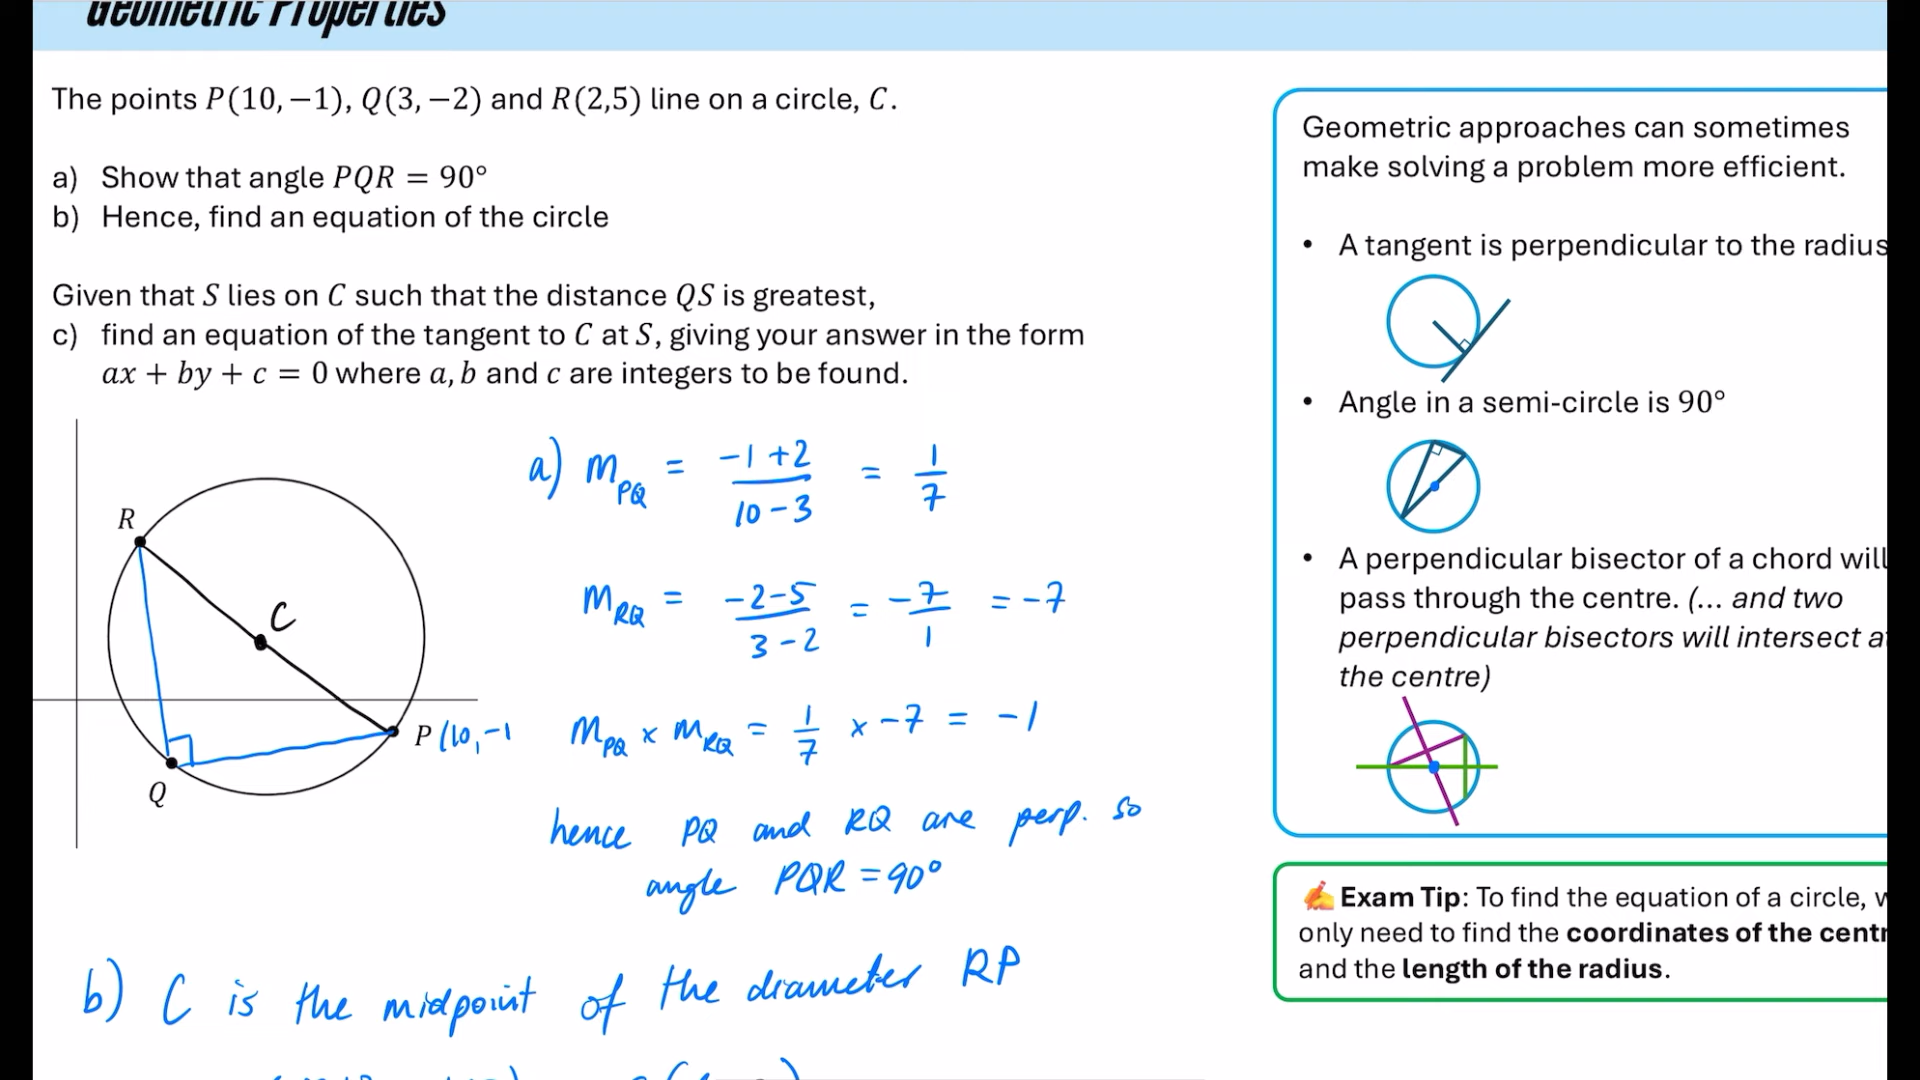 Geometric Properties
The points P(10, −1), Q(3, −2) and R(2,5) line on a circle, C.
a) Show that angle PQR = 90°
b) Hence, find an equation of the circle
Given that S lies on C such that the distance QS is greatest,
c) find an equation of the tangent to C at S, giving your answer in the form
ax + by + c = 0 where a, b and c are integers to be found.
R
C
P (10,-1
Q
a) m_PQ = (-1+2)/(10-3) = 1/7
m_RQ = (-2-5)/(3-2) = -7/1 = -7
m_PQ × m_RQ = 1/7 × -7 = -1
hence PQ and RQ are perp. so
angle PQR = 90°
b) C is the midpoint of the diameter RP
Geometric approaches can sometimes
make solving a problem more efficient.
• A tangent is perpendicular to the radius
• Angle in a semi-circle is 90°
• A perpendicular bisector of a chord will
pass through the centre. (... and two
perpendicular bisectors will intersect a
the centre)
✍️ Exam Tip: To find the equation of a circle, w
only need to find the coordinates of the cent
and the length of the radius.